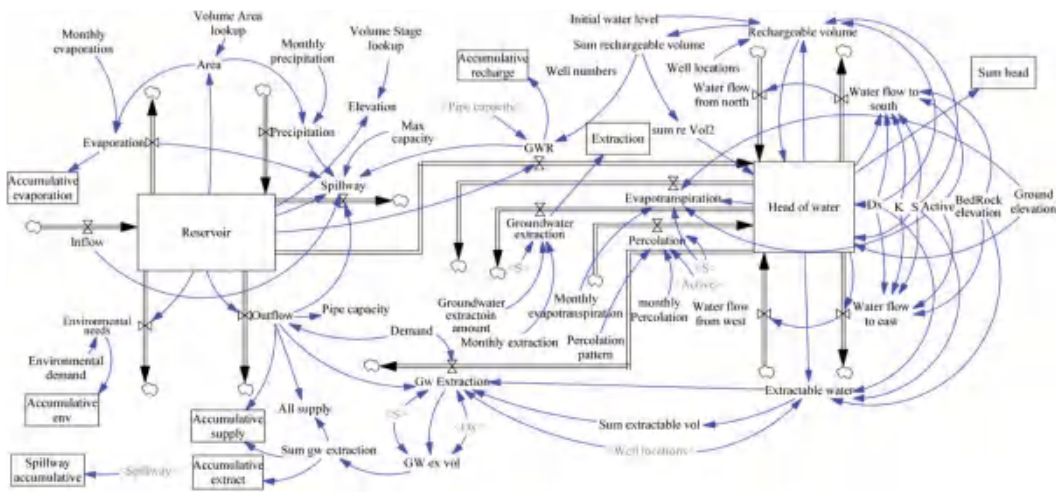 Volume Area
lookup
Monthly
evaporation
Area
Monthly
precipitation
Volume Stage
lookup
Elevation
Precipitation
Evaporation
Max
capacity
Accumulative
evaporation
Spillway
Inflow
Reservoir
Accumulative
recharge
<Pipe capacity>
GWR
Initial water level
Sum rechargeable volume
Well numbers
Well locations
Rechargeable volume
Extraction
sum re Vol2
Water flow
from north
Water flow to
south
Sum head
Evapotranspiration
Groundwater
extraction
Percolation
Head of water
Dx
K
S
Active
BedRock
elevation
Ground
elevation
<S>
<S>
<Active>
Environmental
needs
Outflow
Pipe capacity
Groundwater
extractoin
amount
Monthly
evapotranspiration
monthly
Percolation
Water flow
from west
Water flow
to east
Environmental
demand
Demand
Monthly extraction
Percolation
pattern
Accumulative
env
Gw Extraction
Extractable water
All supply
Accumulative
supply
<S>
<Dx>
Sum extractable vol
Sum gw extraction
<Well locations>
GW ex vol
Spillway
accumulative
<Spillway>
Accumulative
extract